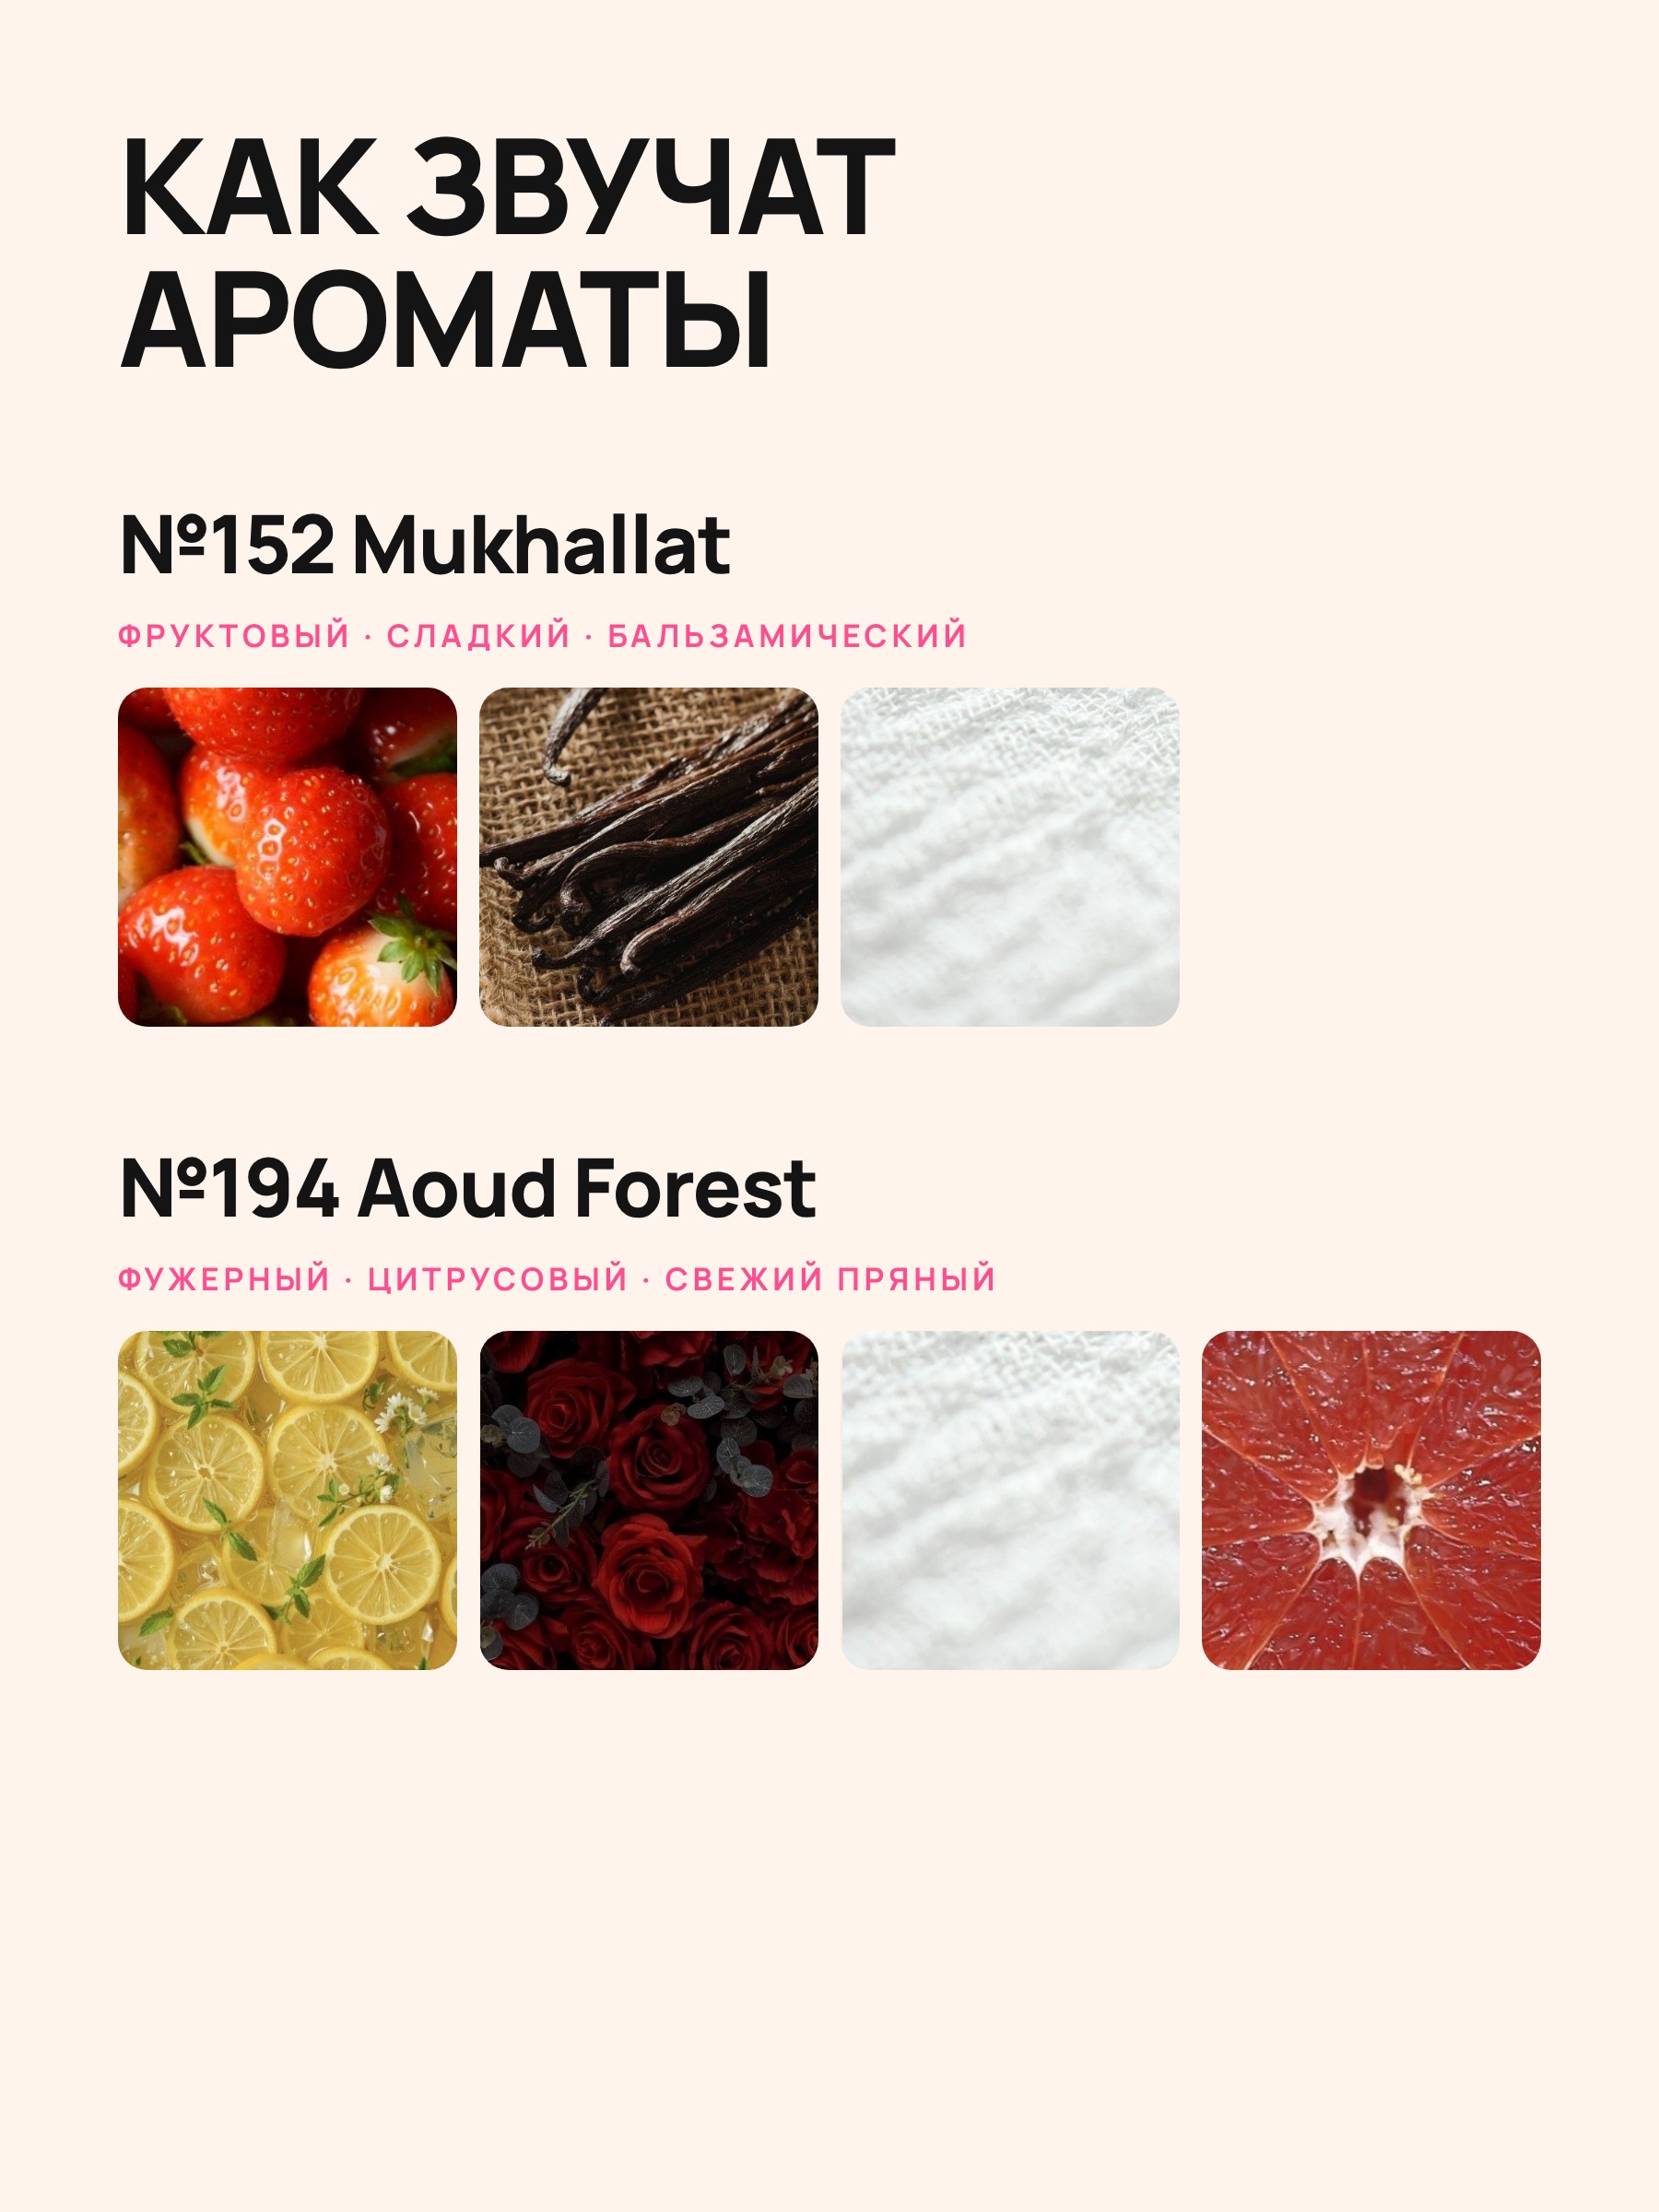 КАК ЗВУЧАТ
АРОМАТЫ
№152 Mukhallat
ФРУКТОВЫЙ · СЛАДКИЙ · БАЛЬЗАМИЧЕСКИЙ
№194 Aoud Forest
ФУЖЕРНЫЙ · ЦИТРУСОВЫЙ · СВЕЖИЙ ПРЯНЫЙ